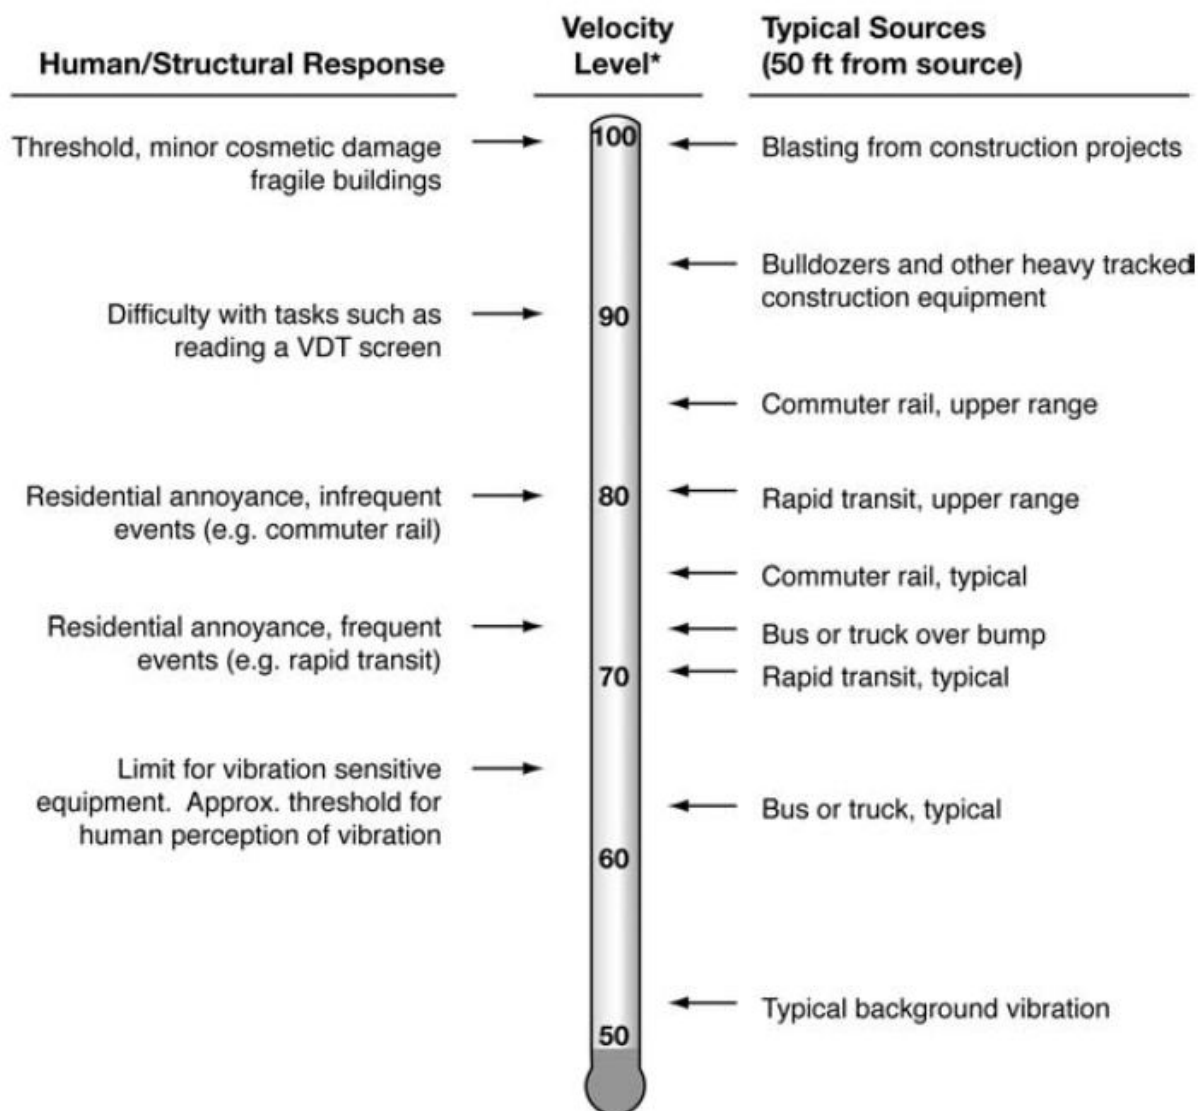 Human/Structural Response
Velocity
Level*
Typical Sources
(50 ft from source)
Threshold, minor cosmetic damage
fragile buildings
100
Blasting from construction projects
Bulldozers and other heavy tracked
construction equipment
Difficulty with tasks such as
reading a VDT screen
90
Commuter rail, upper range
Residential annoyance, infrequent
events (e.g. commuter rail)
80
Rapid transit, upper range
Commuter rail, typical
Residential annoyance, frequent
events (e.g. rapid transit)
Bus or truck over bump
70
Rapid transit, typical
Limit for vibration sensitive
equipment. Approx. threshold for
human perception of vibration
Bus or truck, typical
60
Typical background vibration
50